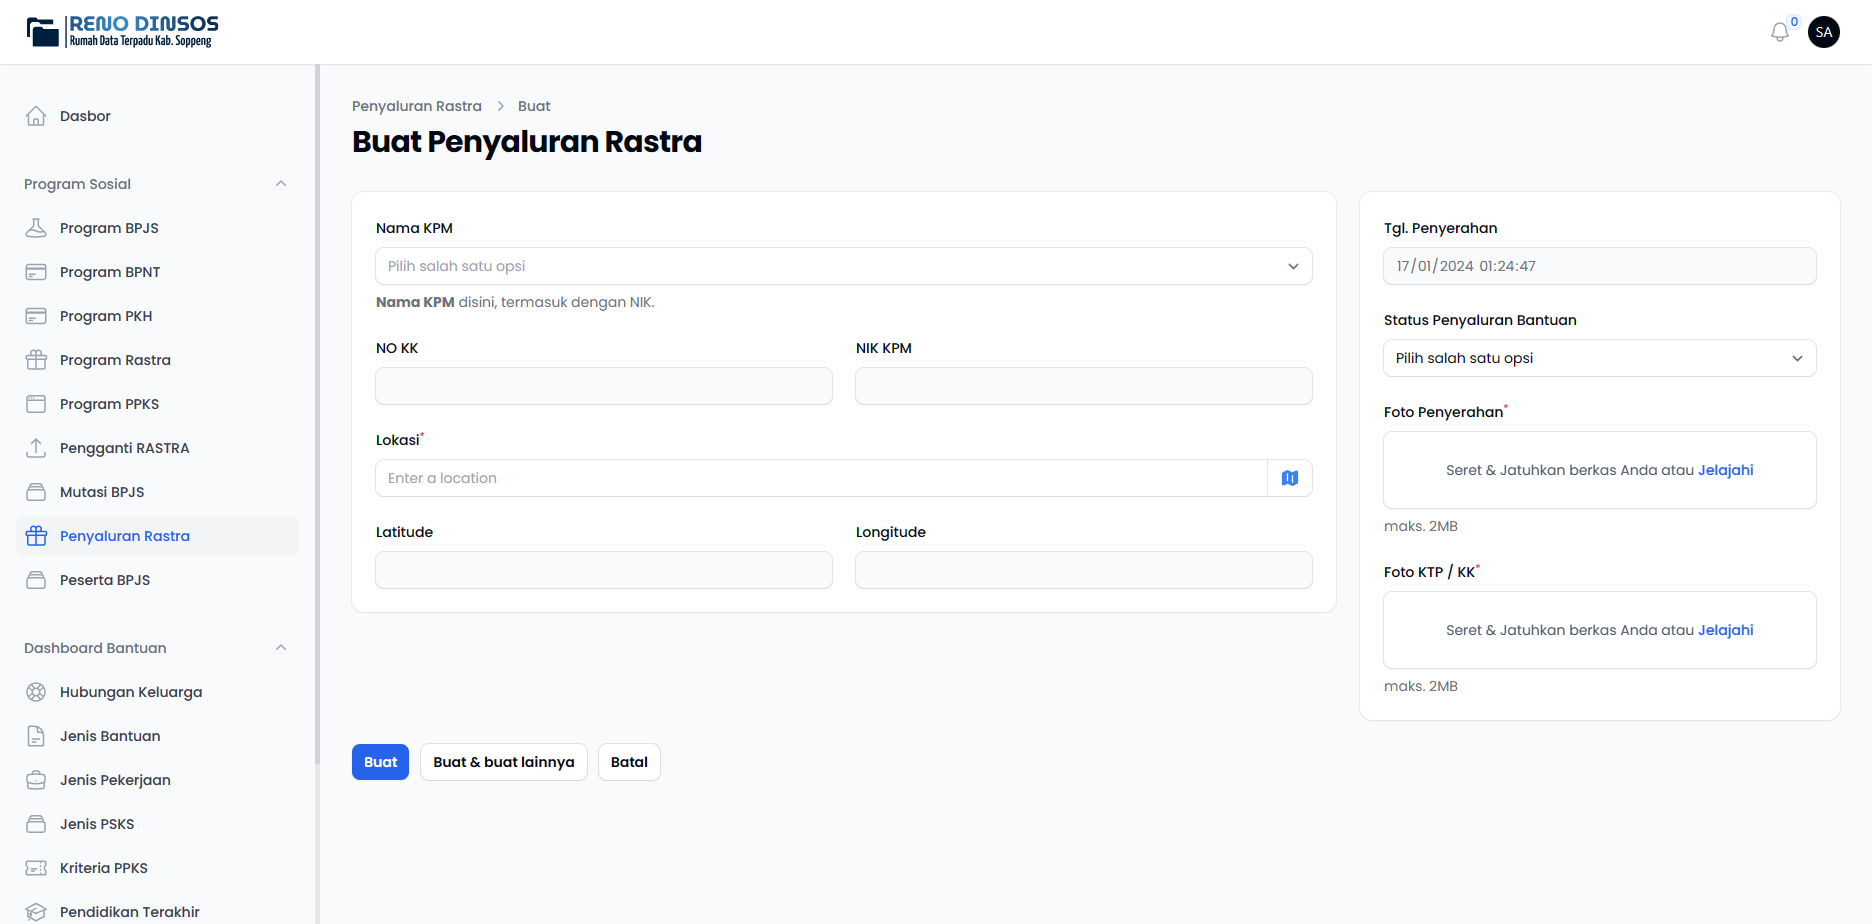 RENO DINSOS
Rumah Data Terpadu Kab. Soppeng
0
SA
Dasbor
Program Sosial
Program BPJS
Program BPNT
Program PKH
Program Rastra
Program PPKS
Pengganti RASTRA
Mutasi BPJS
Penyaluran Rastra
Peserta BPJS
Dashboard Bantuan
Hubungan Keluarga
Jenis Bantuan
Jenis Pekerjaan
Jenis PSKS
Kriteria PPKS
Pendidikan Terakhir
Penyaluran Rastra > Buat
Buat Penyaluran Rastra
Nama KPM
Pilih salah satu opsi
Nama KPM disini, termasuk dengan NIK.
NO KK NIK KPM
Lokasi*
Enter a location
Latitude Longitude
Tgl. Penyerahan
17/01/2024 01:24:47
Status Penyaluran Bantuan
Pilih salah satu opsi
Foto Penyerahan*
Seret & Jatuhkan berkas Anda atau Jelajahi
maks. 2MB
Foto KTP / KK*
Seret & Jatuhkan berkas Anda atau Jelajahi
maks. 2MB
Buat Buat & buat lainnya Batal